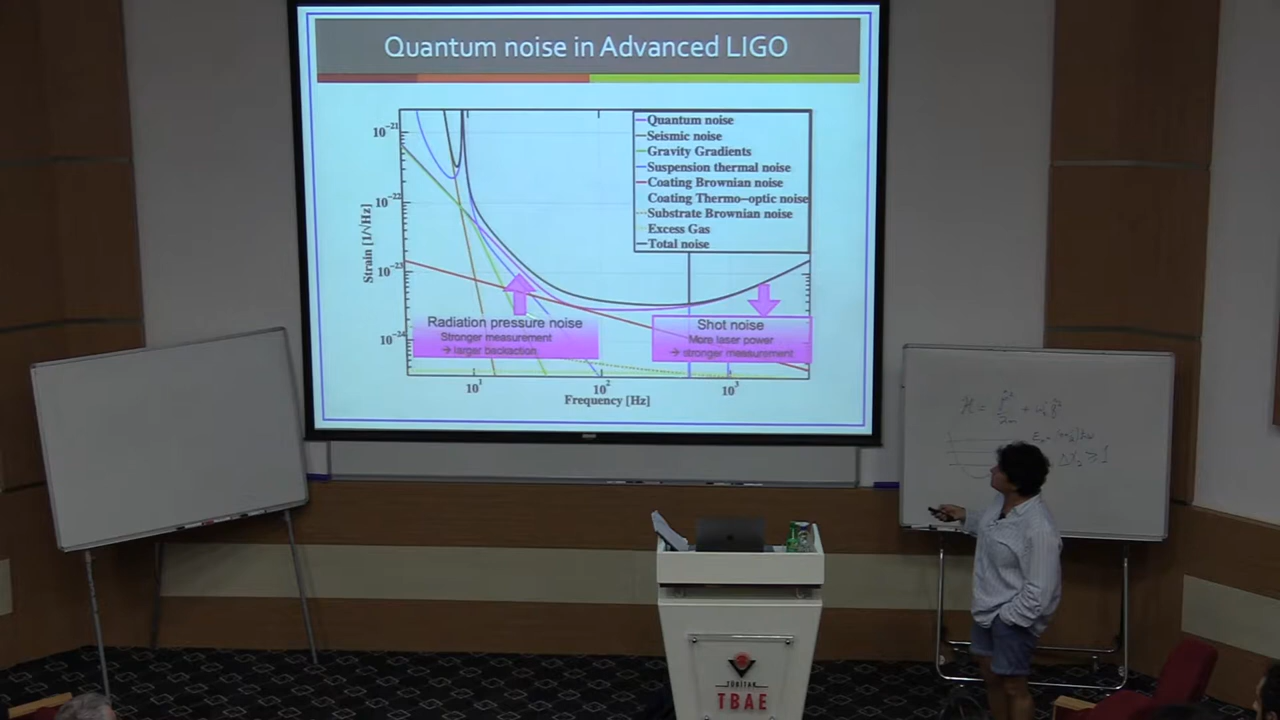 Quantum noise in Advanced LIGO
Quantum noise
Seismic noise
Gravity Gradients
Suspension thermal noise
Coating Brownian noise
Coating Thermo–optic noise
Substrate Brownian noise
Excess Gas
Total noise
10⁻²¹
10⁻²²
10⁻²³
10⁻²⁴
Strain [1/√Hz]
Radiation pressure noise
Stronger measurement
→ larger backaction
Shot noise
More laser power
→ stronger measurement
10¹
10²
10³
Frequency [Hz]
ΔX₂ ≥ 1
TÜBİTAK
TBAE